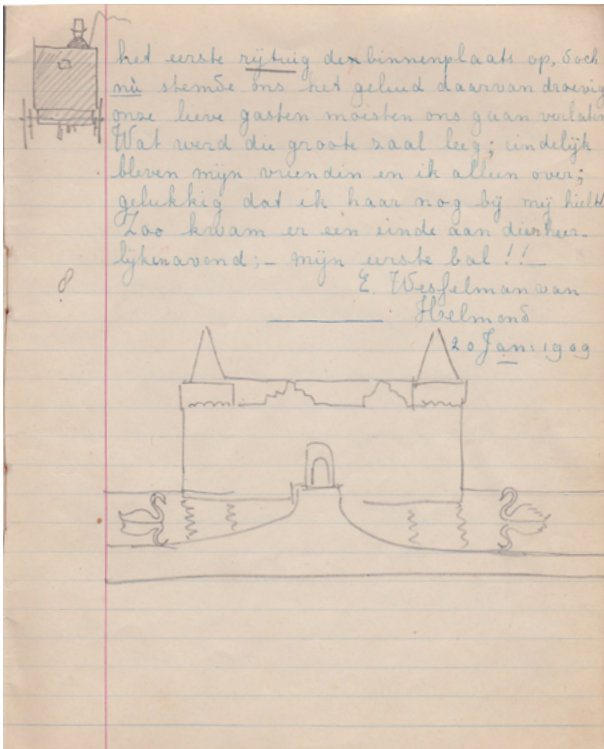 het eerste rijtuig de binnenplaats op, doch
nù stemde ons het geluid daarvan droevig
onze lieve gasten moesten ons gaan verlaten
Wat werd die groote zaal leeg; eindelijk
bleven mijn vriendin en ik alleen over;
gelukkig dat ik haar nog bij mij hield
Zoo kwam er een einde aan dien heer-
lijken avond; – mijn eerste bal!!
E. Wesselman van
Helmond
20 Jan: 1909